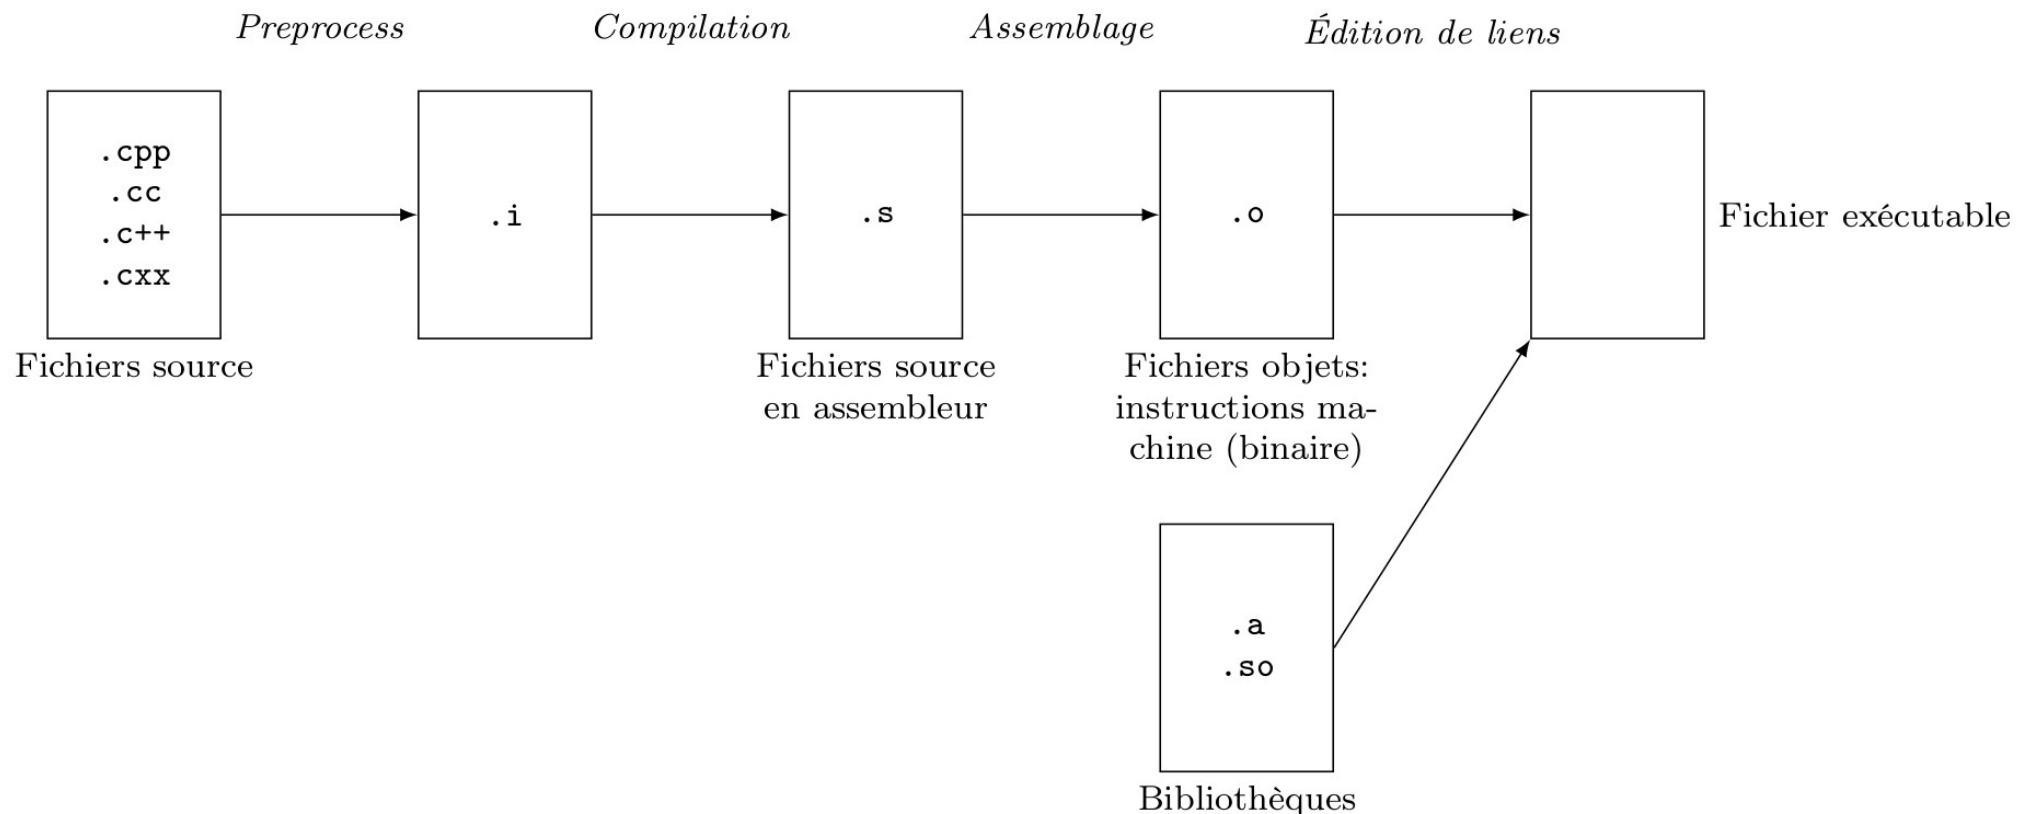 Preprocess
Compilation
Assemblage
Édition de liens
.cpp
.cc
.c++
.cxx
Fichiers source
.i
.s
Fichiers source
en assembleur
.o
Fichiers objets:
instructions ma-
chine (binaire)
Fichier exécutable
.a
.so
Bibliothèques